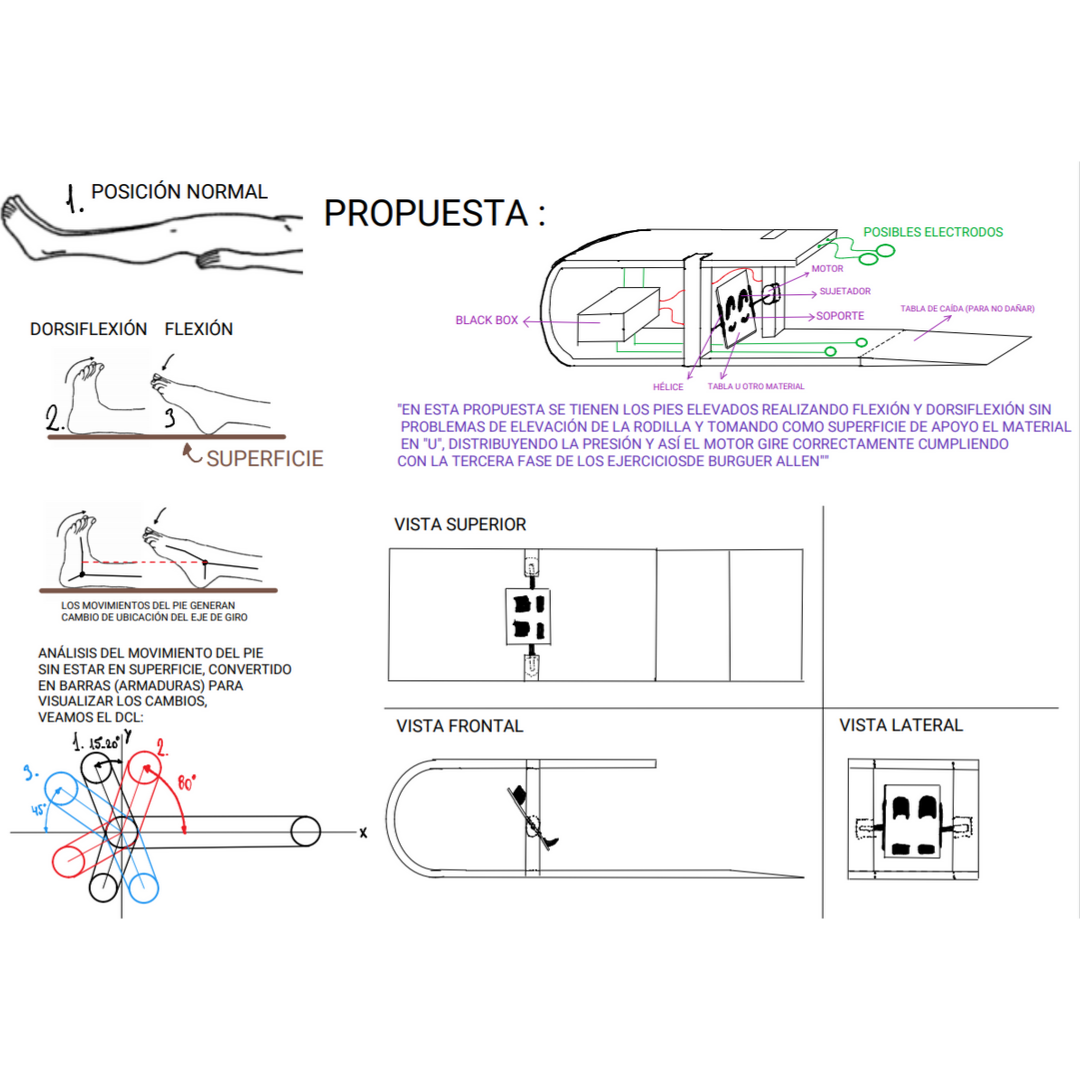 1. POSICIÓN NORMAL
DORSIFLEXIÓN FLEXIÓN
2. 3
SUPERFICIE
LOS MOVIMIENTOS DEL PIE GENERAN
CAMBIO DE UBICACIÓN DEL EJE DE GIRO
ANÁLISIS DEL MOVIMIENTO DEL PIE
SIN ESTAR EN SUPERFICIE, CONVERTIDO
EN BARRAS (ARMADURAS) PARA
VISUALIZAR LOS CAMBIOS,
VEAMOS EL DCL:
1. 15-20° Y 2.
3. 80°
45°
X
PROPUESTA :
POSIBLES ELECTRODOS
MOTOR
SUJETADOR
TABLA DE CAÍDA (PARA NO DAÑAR)
SOPORTE
BLACK BOX
HÉLICE
TABLA U OTRO MATERIAL
"EN ESTA PROPUESTA SE TIENEN LOS PIES ELEVADOS REALIZANDO FLEXIÓN Y DORSIFLEXIÓN SIN
PROBLEMAS DE ELEVACIÓN DE LA RODILLA Y TOMANDO COMO SUPERFICIE DE APOYO EL MATERIAL
EN "U", DISTRIBUYENDO LA PRESIÓN Y ASÍ EL MOTOR GIRE CORRECTAMENTE CUMPLIENDO
CON LA TERCERA FASE DE LOS EJERCICIOSDE BURGUER ALLEN""
VISTA SUPERIOR
VISTA FRONTAL
VISTA LATERAL